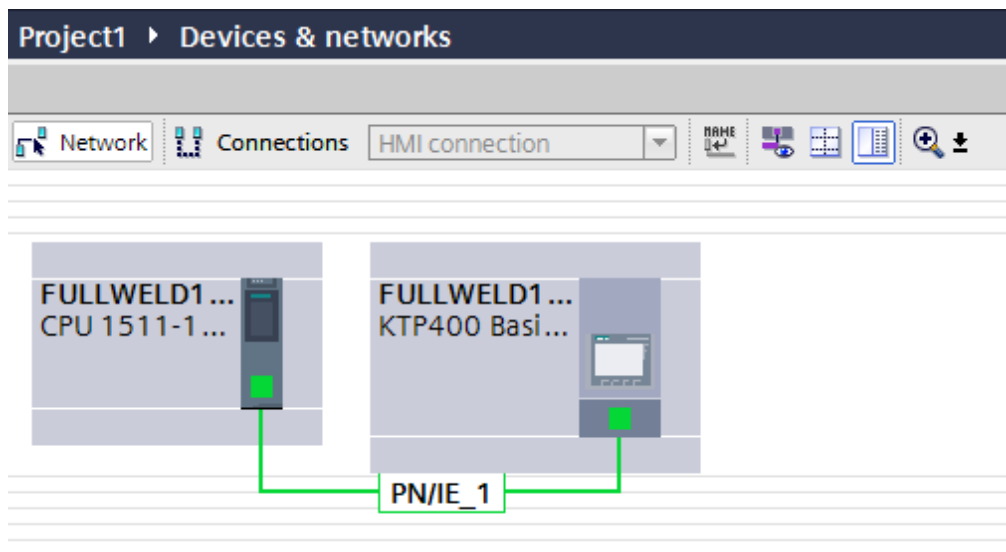 Project1 ▸ Devices & networks
Network Connections HMI connection
FULLWELD1...
CPU 1511-1...
FULLWELD1...
KTP400 Basi...
PN/IE_1